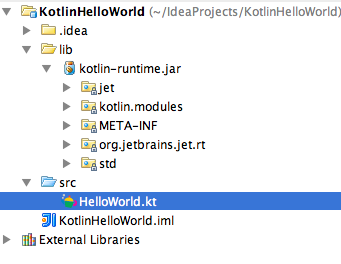 KotlinHelloWorld (~/IdeaProjects/KotlinHelloWorld)
.idea
lib
kotlin-runtime.jar
jet
kotlin.modules
META-INF
org.jetbrains.jet.rt
std
src
HelloWorld.kt
KotlinHelloWorld.iml
External Libraries